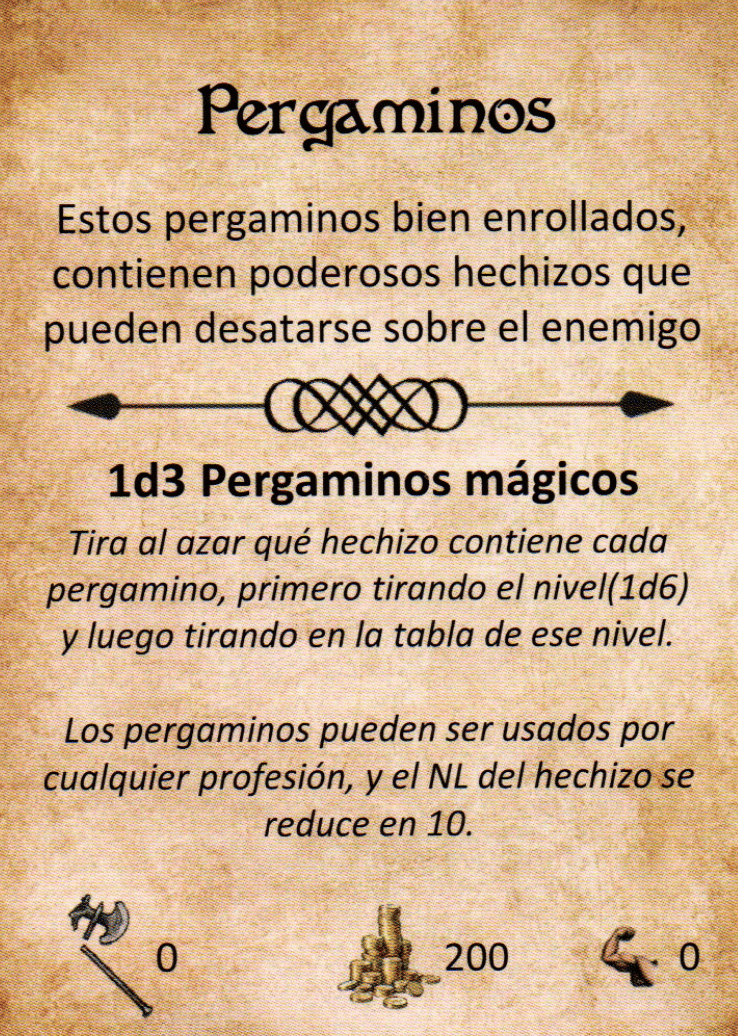 Pergaminos
Estos pergaminos bien enrollados,
contienen poderosos hechizos que
pueden desatarse sobre el enemigo
1d3 Pergaminos mágicos
Tira al azar qué hechizo contiene cada
pergamino, primero tirando el nivel(1d6)
y luego tirando en la tabla de ese nivel.
Los pergaminos pueden ser usados por
cualquier profesión, y el NL del hechizo se
reduce en 10.
0 200 0